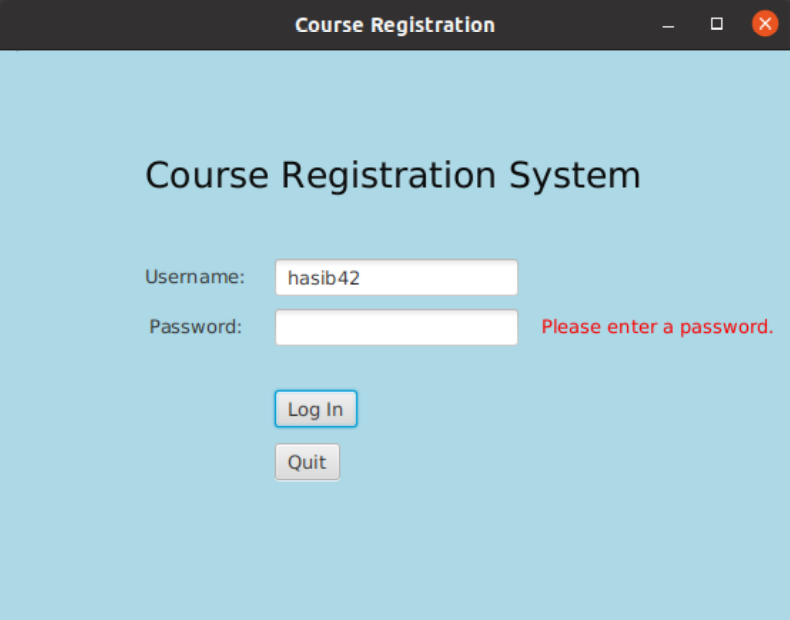 Course Registration
Course Registration System
Username: hasib42
Password: Please enter a password.
Log In
Quit